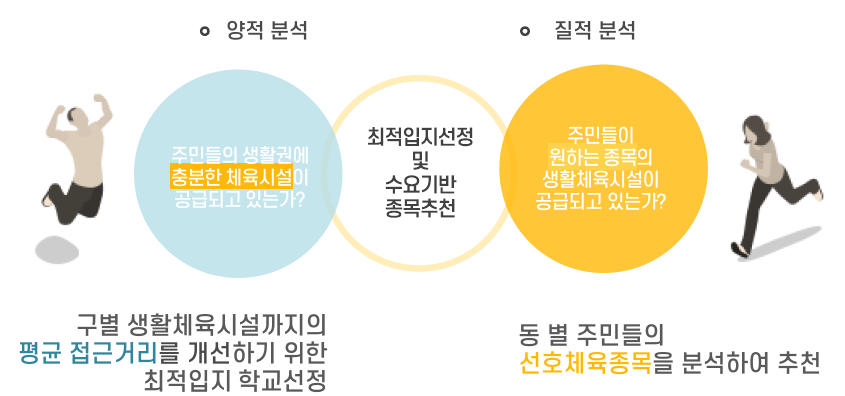 양적 분석
질적 분석
주민들의 생활권에
충분한 체육시설이
공급되고 있는가?
최적입지선정
및
수요기반
종목추천
주민들이
원하는 종목의
생활체육시설이
공급되고 있는가?
구별 생활체육시설까지의
평균 접근거리를 개선하기 위한
최적입지 학교선정
동 별 주민들의
선호체육종목을 분석하여 추천